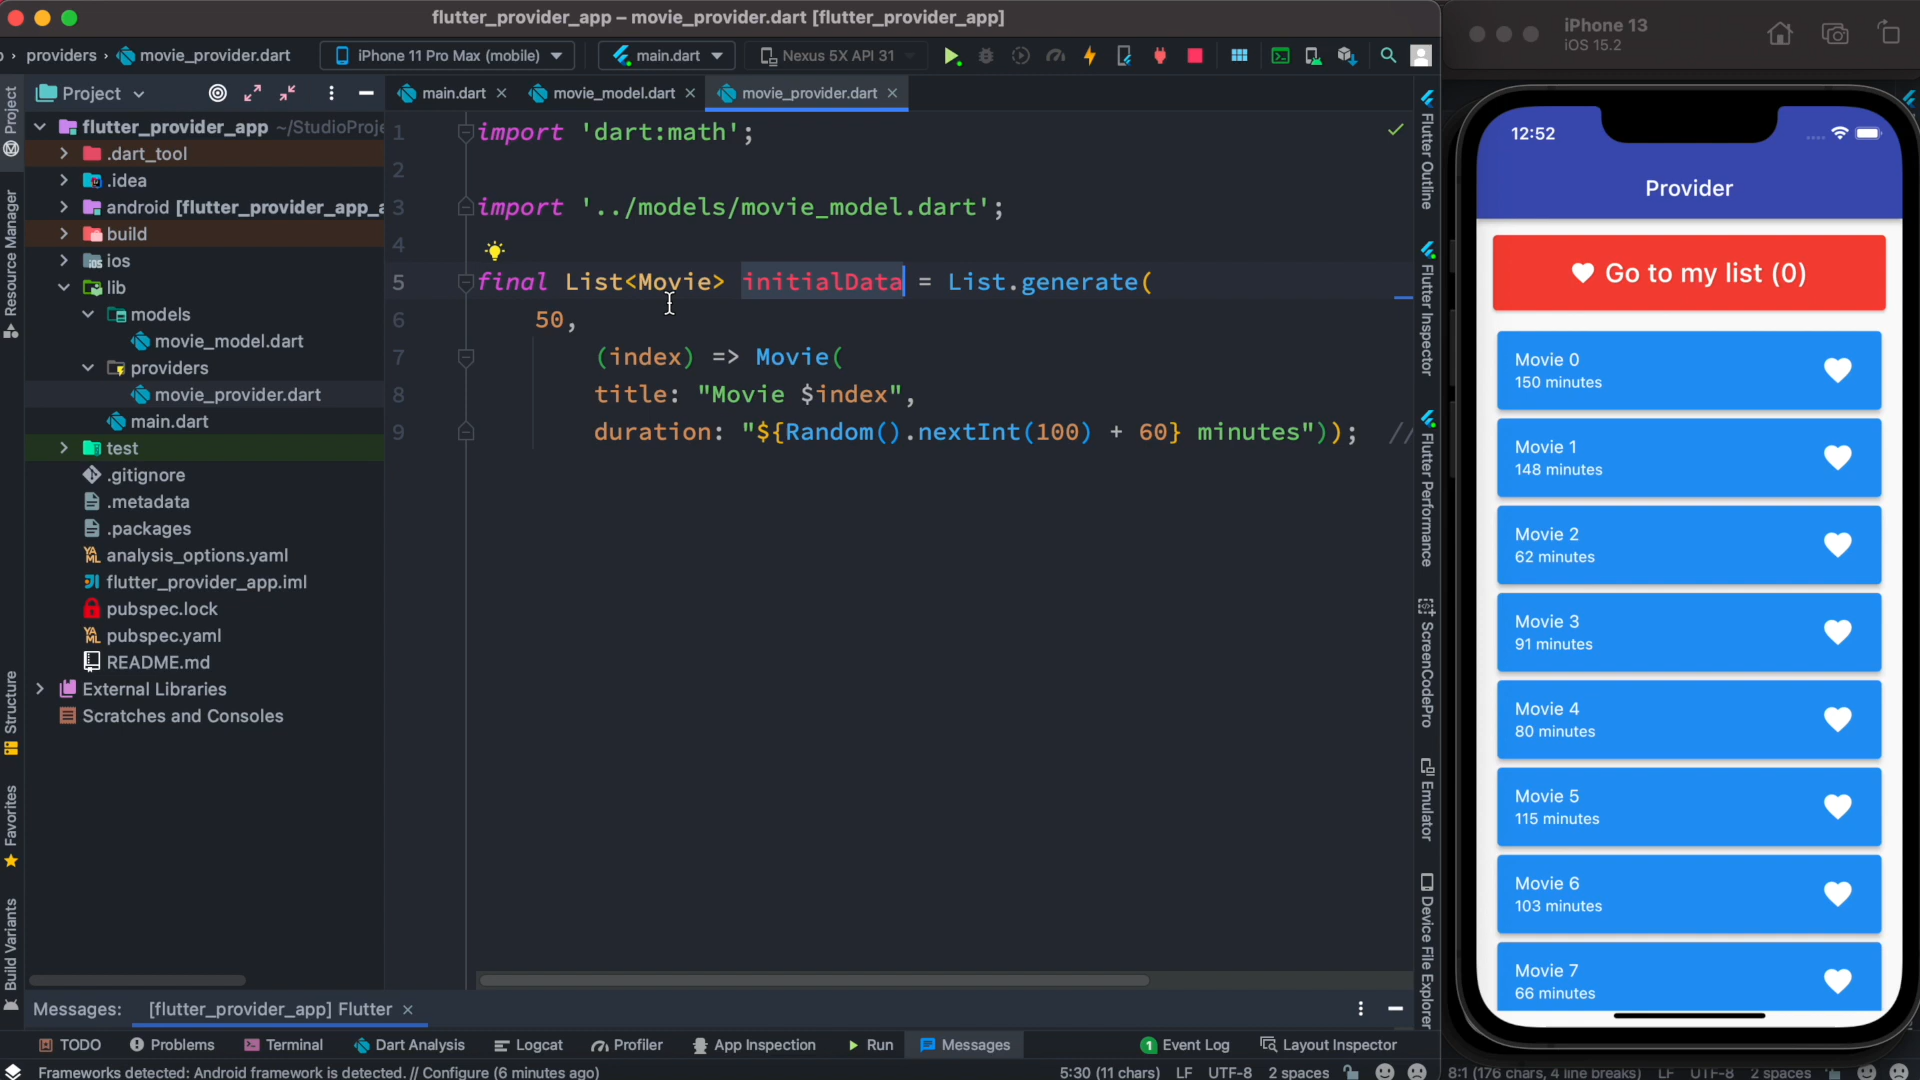 flutter_provider_app – movie_provider.dart [flutter_provider_app]
providers
movie_provider.dart
iPhone 11 Pro Max (mobile)
main.dart
Nexus 5X API 31
Project
main.dart
movie_model.dart
movie_provider.dart
Project
Resource Manager
Structure
Favorites
Build Variants
flutter_provider_app ~/StudioProje
.dart_tool
.idea
android [flutter_provider_app_a
build
ios
lib
models
movie_model.dart
providers
movie_provider.dart
main.dart
test
.gitignore
.metadata
.packages
analysis_options.yaml
flutter_provider_app.iml
pubspec.lock
pubspec.yaml
README.md
External Libraries
Scratches and Consoles
1 import 'dart:math';
2
3 import '../models/movie_model.dart';
4
5 final List<Movie> initialData = List.generate(
6 50,
7 (index) => Movie(
8 title: "Movie $index",
9 duration: "${Random().nextInt(100) + 60} minutes")); //
Flutter Outline
Flutter Inspector
Flutter Performance
ScreenCodePro
Emulator
Device File Explorer
Messages:
[flutter_provider_app] Flutter
TODO
Problems
Terminal
Dart Analysis
Logcat
Profiler
App Inspection
Run
Messages
1 Event Log
Layout Inspector
Frameworks detected: Android framework is detected. // Configure (6 minutes ago)
5:30 (11 chars)
LF
UTF-8
2 spaces
8:1 (176 chars, 4 line breaks)
LF
UTF-8
2 spaces
iPhone 13
iOS 15.2
12:52
Provider
Go to my list (0)
Movie 0
150 minutes
Movie 1
148 minutes
Movie 2
62 minutes
Movie 3
91 minutes
Movie 4
80 minutes
Movie 5
115 minutes
Movie 6
103 minutes
Movie 7
66 minutes